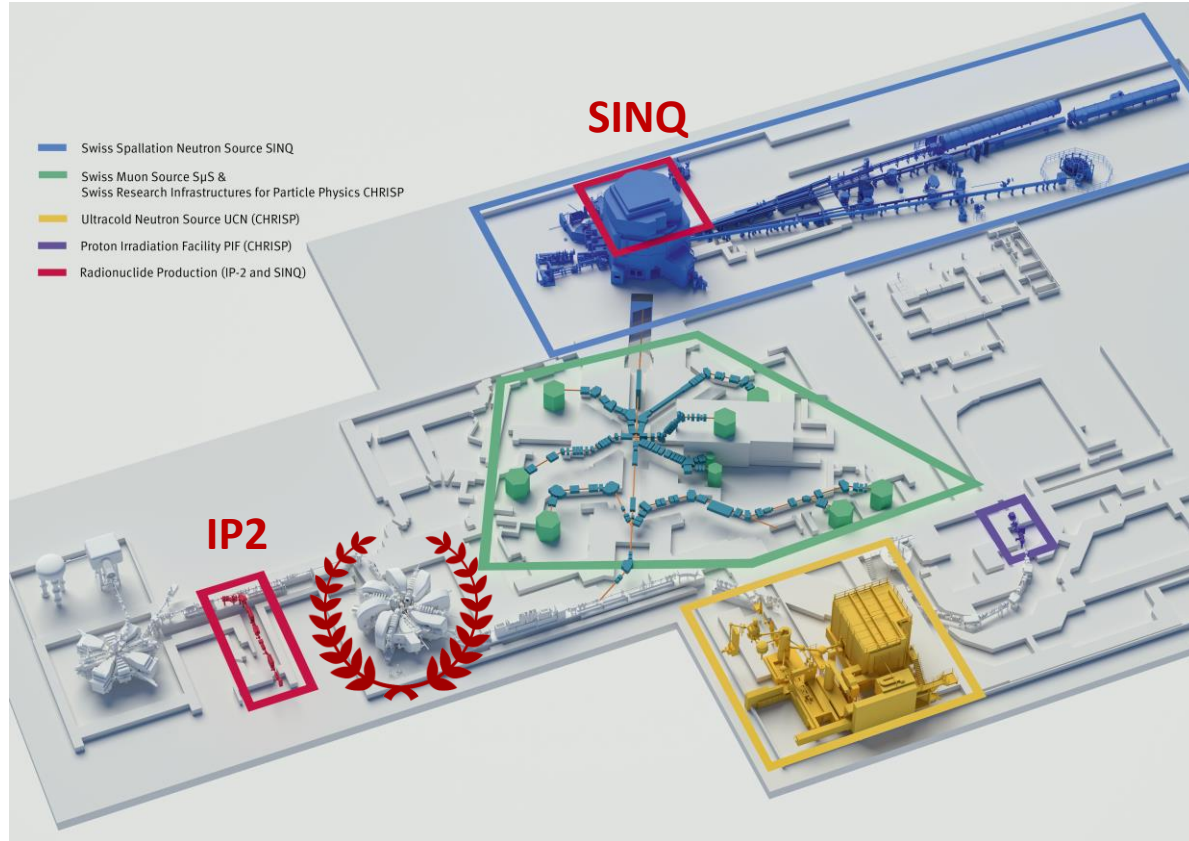 SINQ
Swiss Spallation Neutron Source SINQ
Swiss Muon Source SμS &
Swiss Research Infrastructures for Particle Physics CHRISP
Ultracold Neutron Source UCN (CHRISP)
Proton Irradiation Facility PIF (CHRISP)
Radionuclide Production (IP-2 and SINQ)
IP2